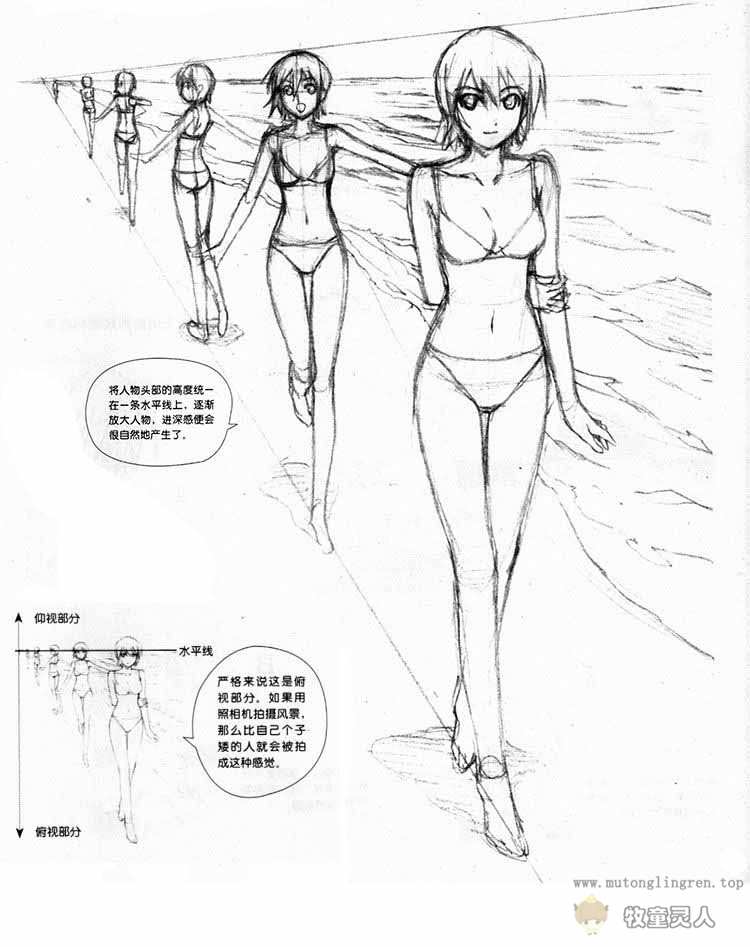 将人物头部的高度统一
在一条水平线上，逐渐
放大人物，进深感便会
很自然地产生了。
仰视部分
水平线
严格来说这是俯
视部分。如果用
照相机拍摄风景，
那么比自己个子
矮的人就会被拍
成这种感觉。
俯视部分
www.mutonglingren.top
牧童灵人